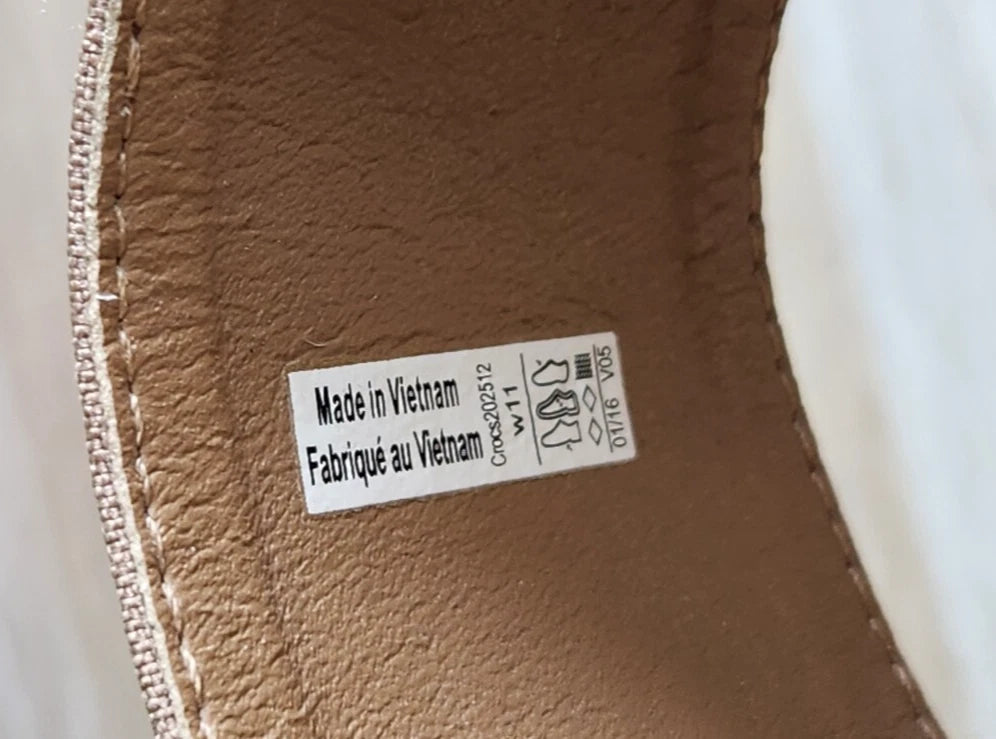 Made in Vietnam
Fabriqué au Vietnam
Crocs202512
W11
01/16 V05